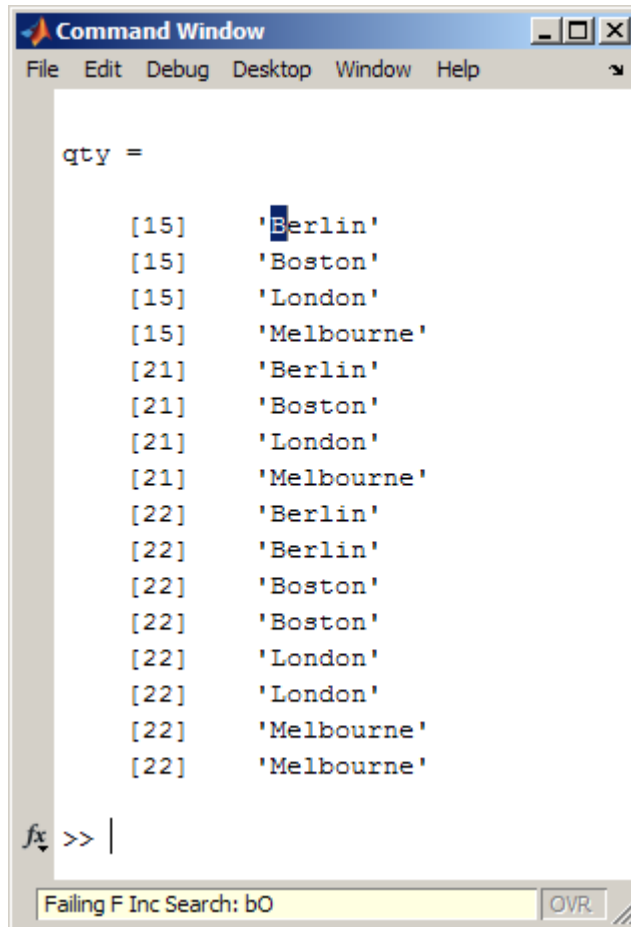 Command Window
File Edit Debug Desktop Window Help
qty =
[15] 'Berlin'
[15] 'Boston'
[15] 'London'
[15] 'Melbourne'
[21] 'Berlin'
[21] 'Boston'
[21] 'London'
[21] 'Melbourne'
[22] 'Berlin'
[22] 'Berlin'
[22] 'Boston'
[22] 'Boston'
[22] 'London'
[22] 'London'
[22] 'Melbourne'
[22] 'Melbourne'
fx >>
Failing F Inc Search: bO OVR